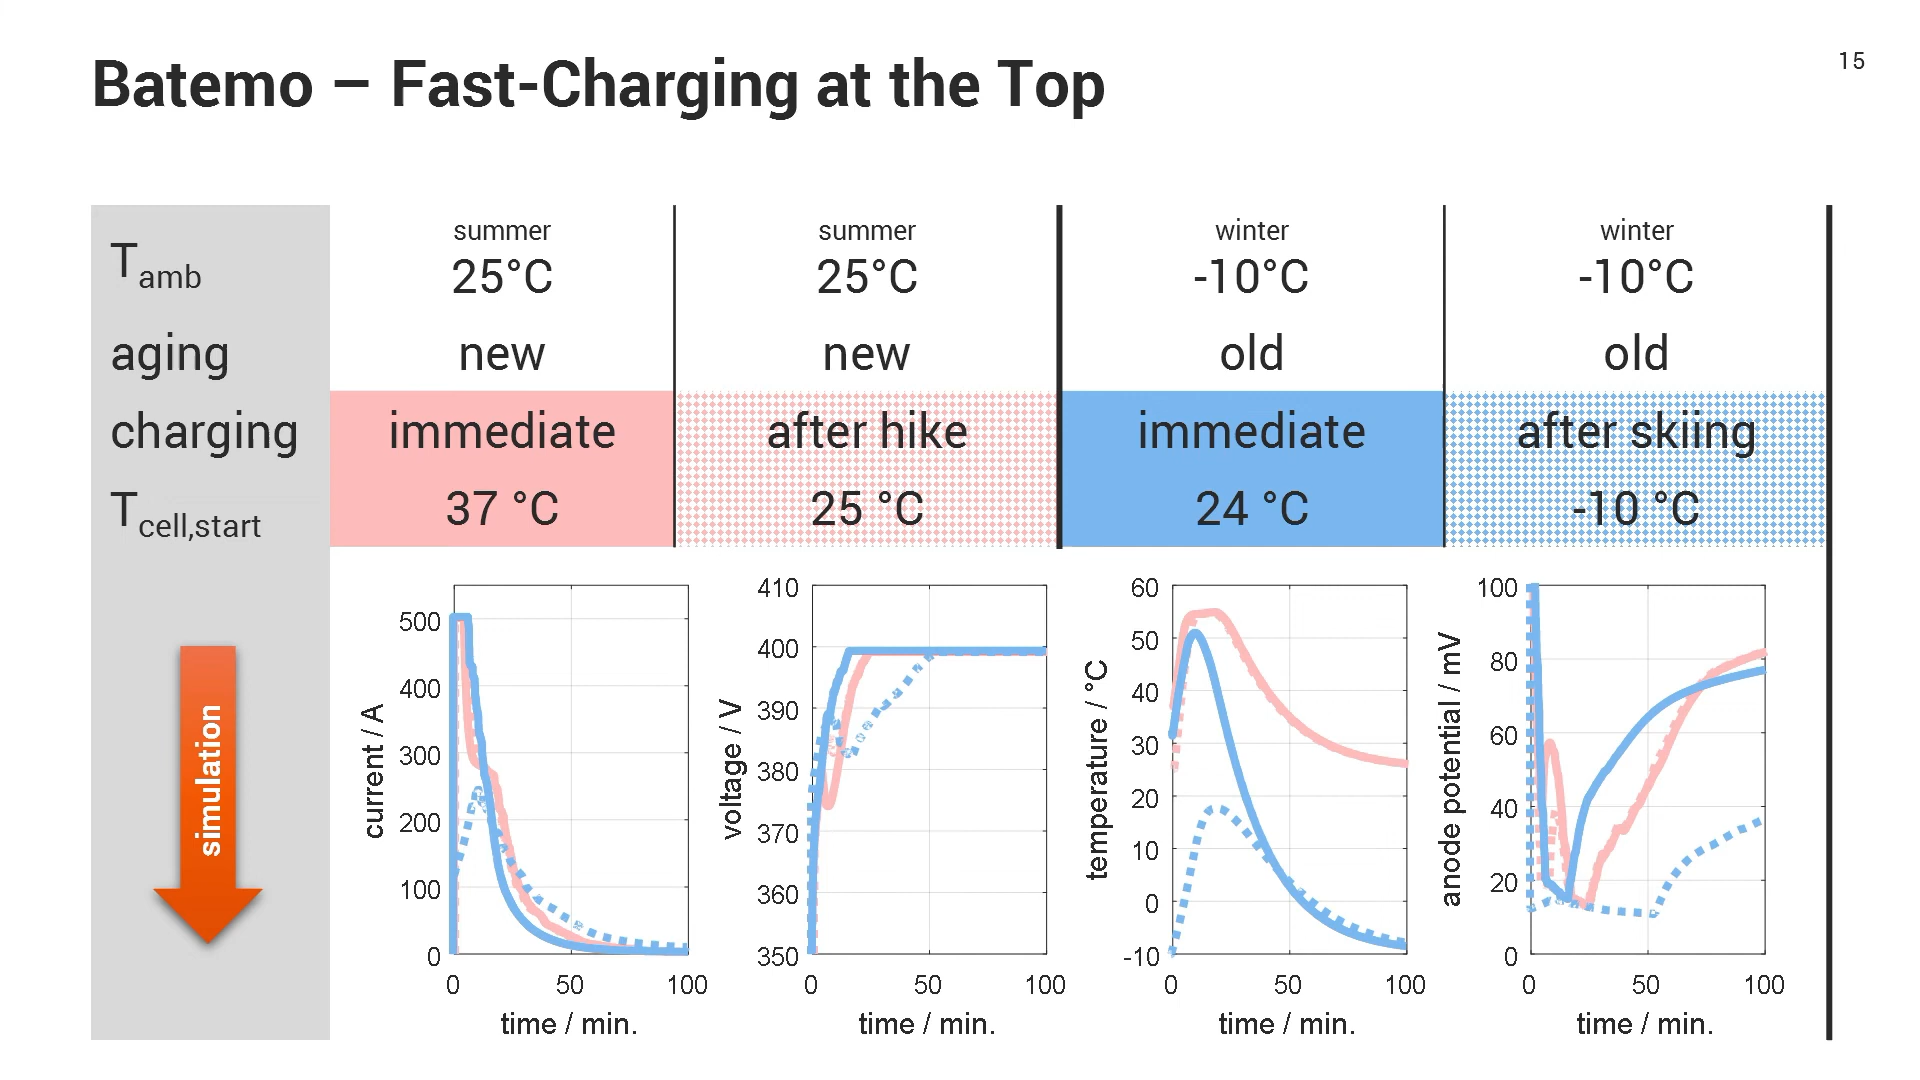 Batemo – Fast-Charging at the Top
15
Tamb
summer
25°C
summer
25°C
winter
-10°C
winter
-10°C
aging
new
new
old
old
charging
immediate
after hike
immediate
after skiing
Tcell,start
37 °C
25 °C
24 °C
-10 °C
simulation
current / A
500
400
300
200
100
0
0
50
100
time / min.
voltage / V
410
400
390
380
370
360
350
0
50
100
time / min.
temperature / °C
60
50
40
30
20
10
0
-10
0
50
100
time / min.
anode potential / mV
100
80
60
40
20
0
0
50
100
time / min.